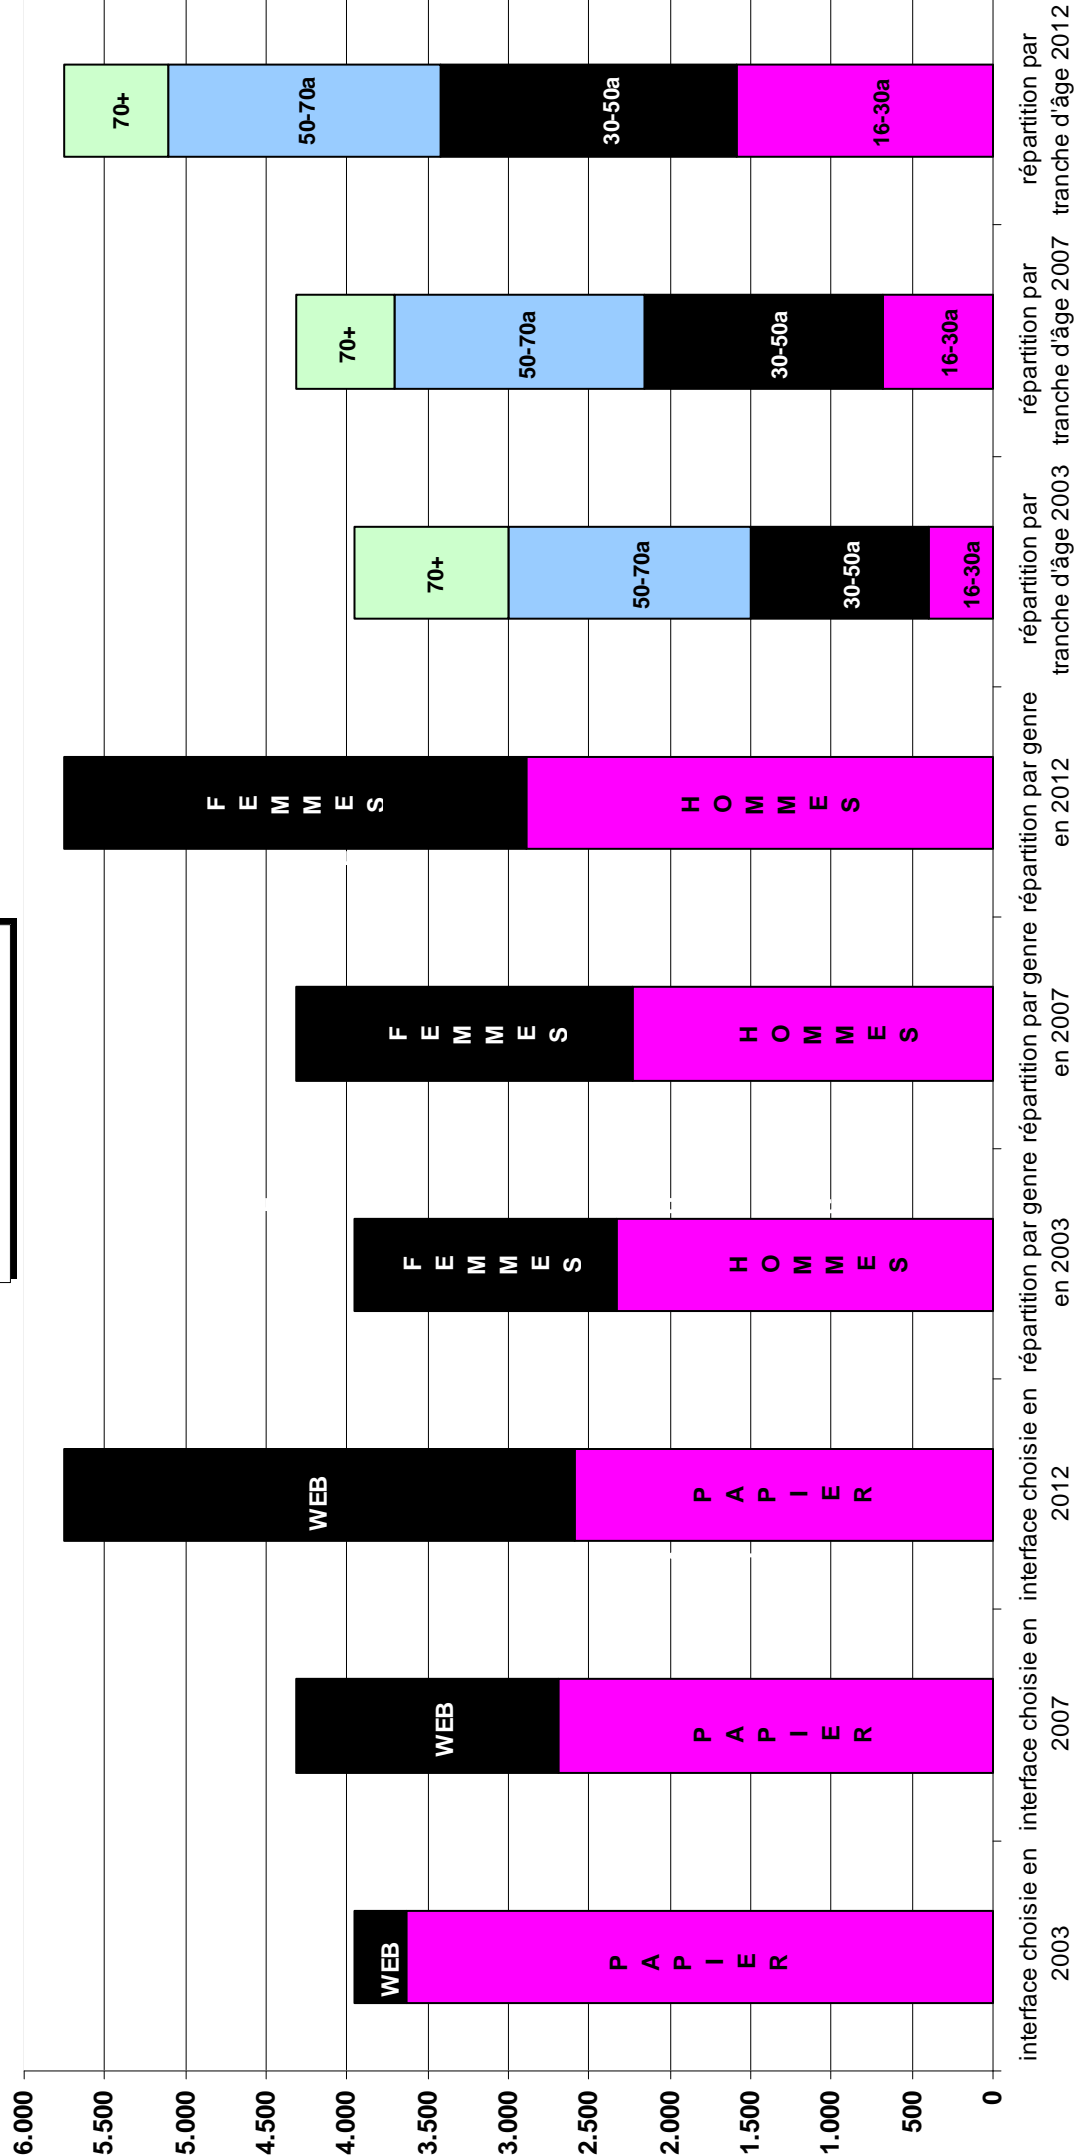 6.000
5.500
5.000
4.500
4.000
3.500
3.000
2.500
2.000
1.500
1.000
500
0
WEB
PAPIER
interface choisie en
2003
WEB
PAPIER
interface choisie en
2007
WEB
PAPIER
interface choisie en
2012
FEMMES
HOMMES
répartition par genre
en 2003
FEMMES
HOMMES
répartition par genre
en 2007
FEMMES
HOMMES
répartition par genre
en 2012
70+
50-70a
30-50a
16-30a
répartition par
tranche d'âge 2003
70+
50-70a
30-50a
16-30a
répartition par
tranche d'âge 2007
70+
50-70a
30-50a
16-30a
répartition par
tranche d'âge 2012